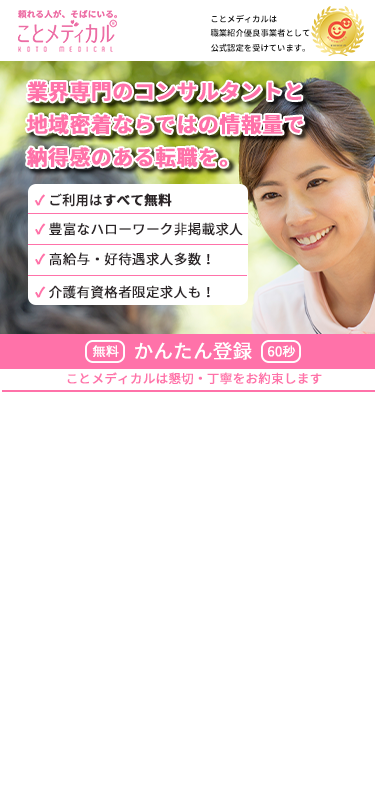 頼れる人が、そばにいる。
ことメディカル
KOTO MEDICAL
ことメディカルは
職業紹介優良事業者として
公式認定を受けています。
業界専門のコンサルタントと
地域密着ならではの情報量で
納得感のある転職を。
✓ ご利用はすべて無料
✓ 豊富なハローワーク非掲載求人
✓ 高給与・好待遇求人多数！
✓ 介護有資格者限定求人も！
無料 かんたん登録 60秒
ことメディカルは懇切・丁寧をお約束します